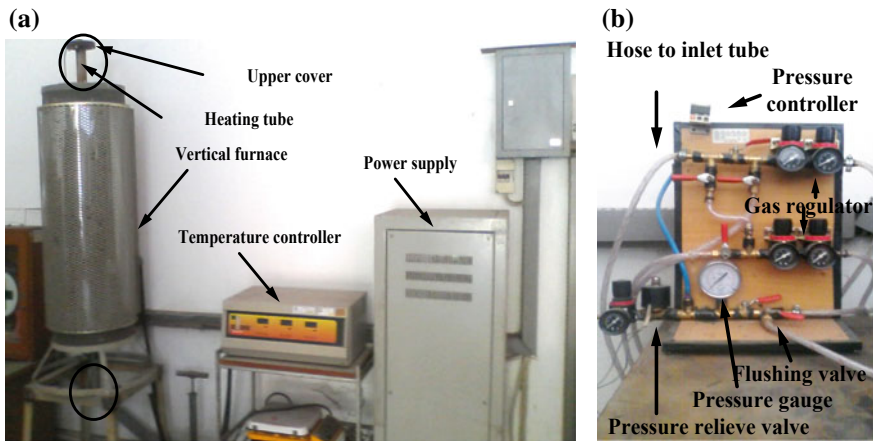 (a)
Upper cover
Heating tube
Vertical furnace
Power supply
Temperature controller
(b)
Hose to inlet tube
Pressure
controller
Gas regulator
Flushing valve
Pressure gauge
Pressure relieve valve